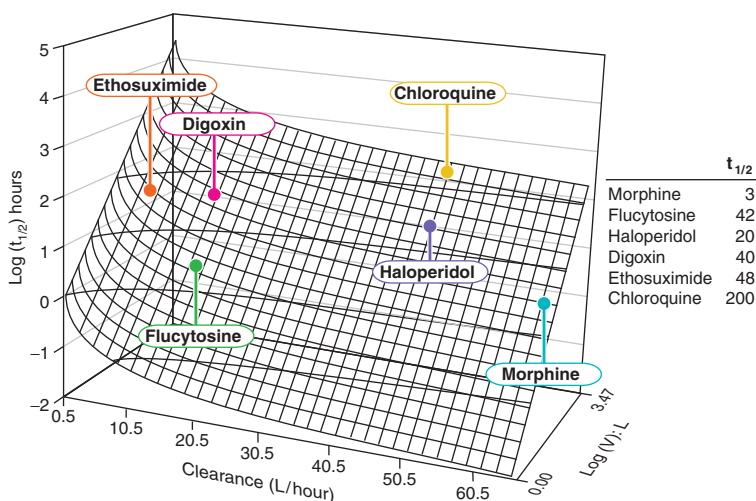 5
4
3
2
1
0
−1
−2
Log (t1/2) hours
Ethosuximide
Digoxin
Chloroquine
Haloperidol
Flucytosine
Morphine
0.5
10.5
20.5
30.5
40.5
50.5
60.5
Clearance (L/hour)
0.00
3.47
Log (V); L
t 1/2
Morphine 3
Flucytosine 42
Haloperidol 20
Digoxin 40
Ethosuximide 48
Chloroquine 200